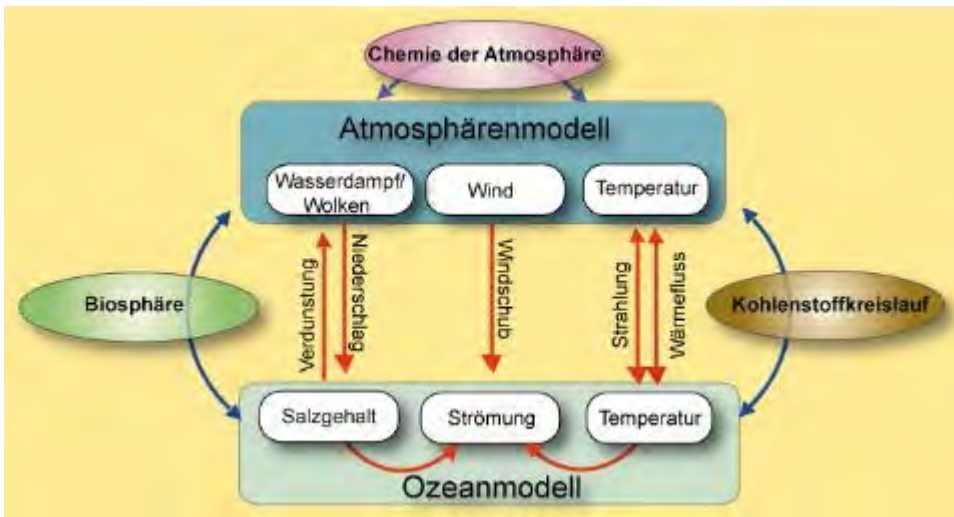 Chemie der Atmosphäre
Atmosphärenmodell
Wasserdampf/
Wolken
Wind
Temperatur
Biosphäre
Verdunstung
Niederschlag
Windschub
Strahlung
Wärmefluss
Kohlenstoffkreislauf
Salzgehalt
Strömung
Temperatur
Ozeanmodell